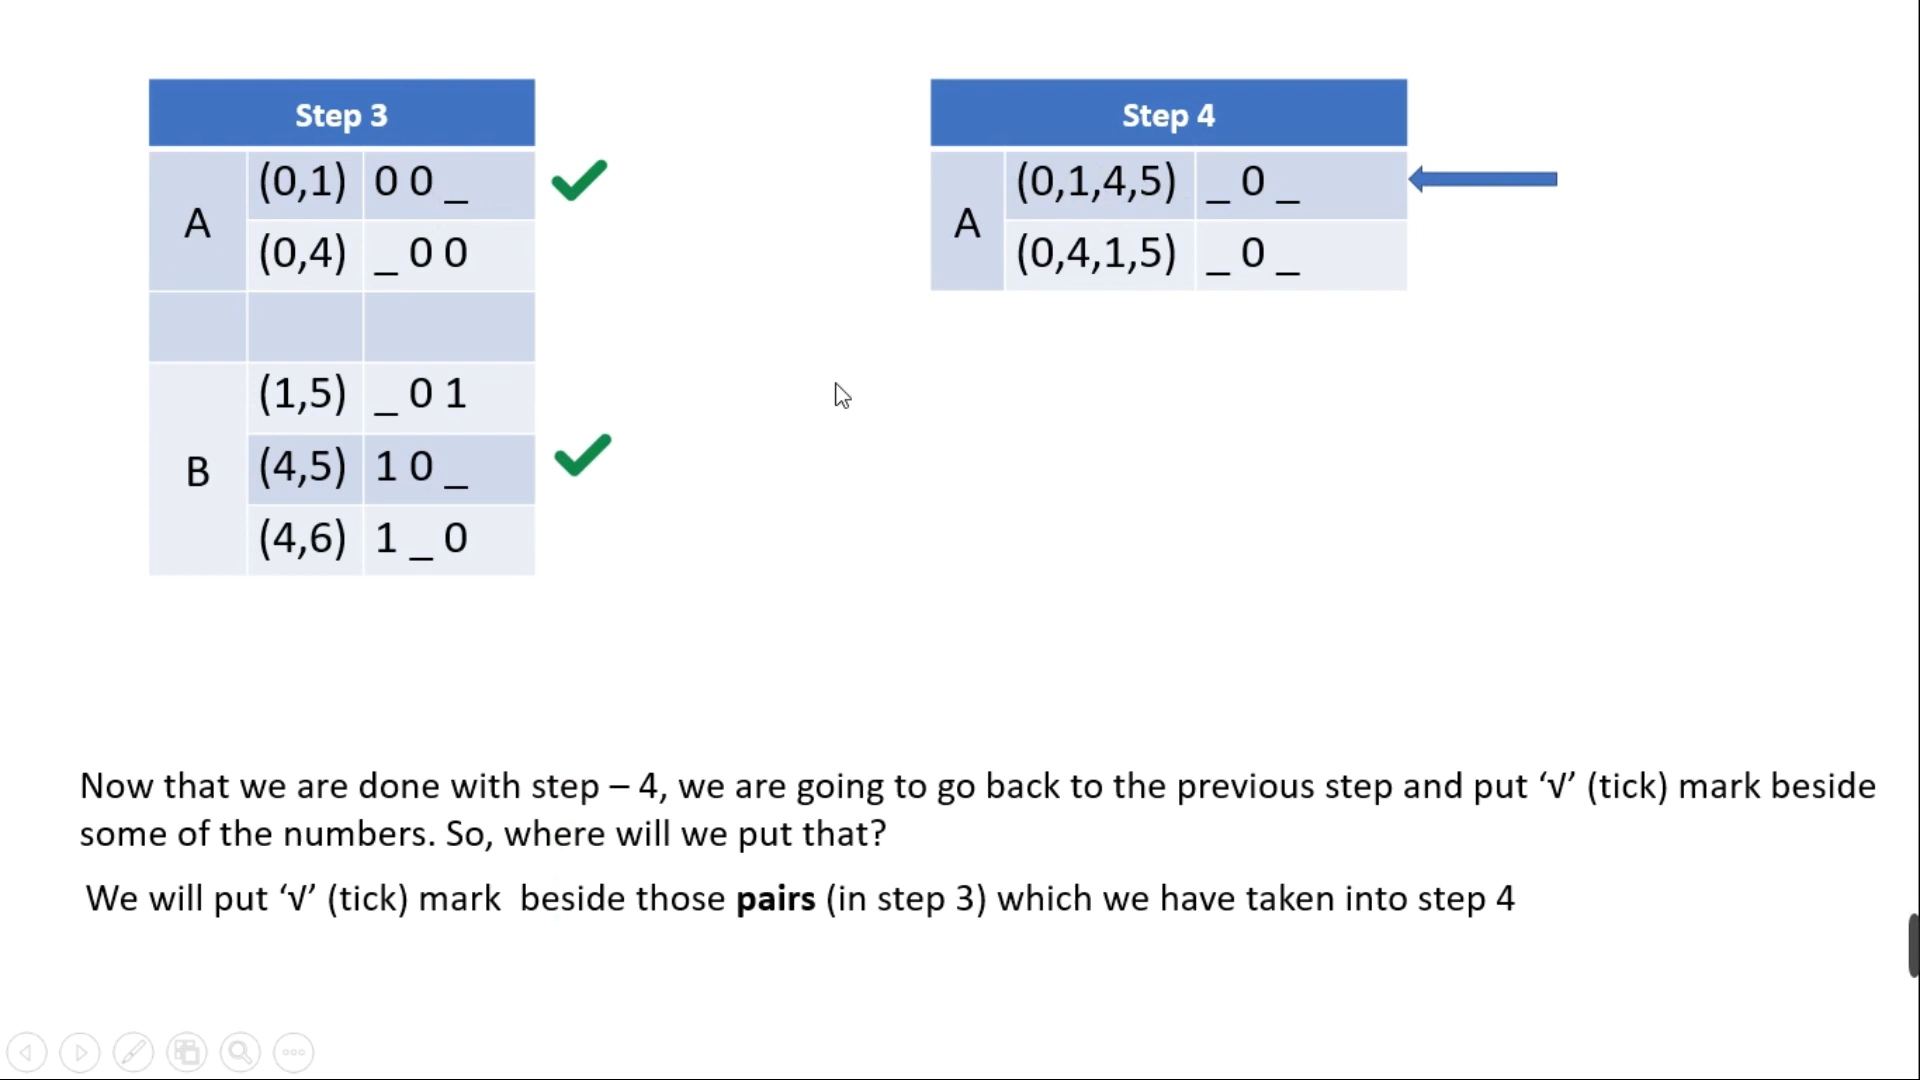 Step 3
A
(0,1) 0 0 _
(0,4) _ 0 0
B
(1,5) _ 0 1
(4,5) 1 0 _
(4,6) 1 _ 0
Step 4
A
(0,1,4,5) _ 0 _
(0,4,1,5) _ 0 _
Now that we are done with step – 4, we are going to go back to the previous step and put ‘√’ (tick) mark beside
some of the numbers. So, where will we put that?
We will put ‘√’ (tick) mark beside those pairs (in step 3) which we have taken into step 4